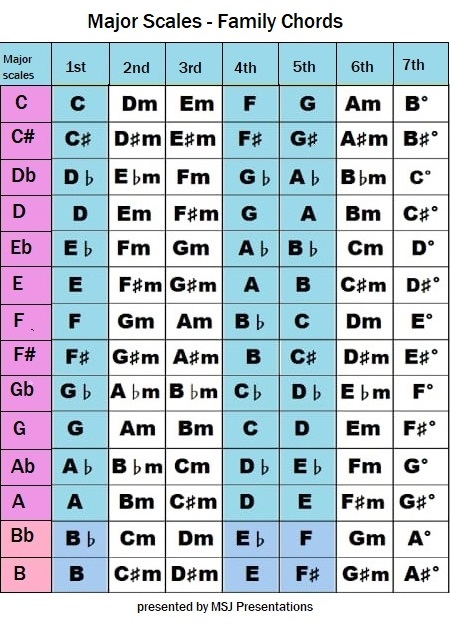 Major Scales - Family Chords
Major scales 1st 2nd 3rd 4th 5th 6th 7th
C C Dm Em F G Am B°
C# C♯ D♯m E♯m F♯ G♯ A♯m B♯°
Db D♭ E♭m Fm G♭ A♭ B♭m C°
D D Em F♯m G A Bm C♯°
Eb E♭ Fm Gm A♭ B♭ Cm D°
E E F♯m G♯m A B C♯m D♯°
F F Gm Am B♭ C Dm E°
F# F♯ G♯m A♯m B C♯ D♯m E♯°
Gb G♭ A♭m B♭m C♭ D♭ E♭m F°
G G Am Bm C D Em F♯°
Ab A♭ B♭m Cm D♭ E♭ Fm G°
A A Bm C♯m D E F♯m G♯°
Bb B♭ Cm Dm E♭ F Gm A°
B B C♯m D♯m E F♯ G♯m A♯°
presented by MSJ Presentations